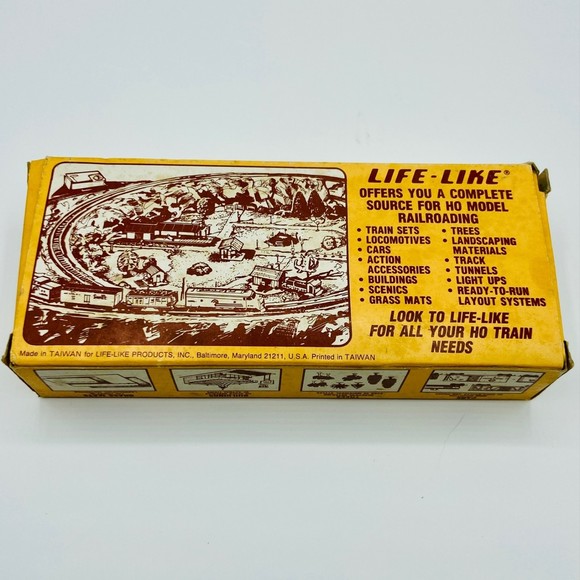 LIFE-LIKE®
OFFERS YOU A COMPLETE
SOURCE FOR HO MODEL
RAILROADING
• TRAIN SETS
• LOCOMOTIVES
• CARS
• ACTION
ACCESSORIES
• BUILDINGS
• SCENICS
• GRASS MATS
• TREES
• LANDSCAPING
MATERIALS
• TRACK
• TUNNELS
• LIGHT UPS
• READY-TO-RUN
LAYOUT SYSTEMS
LOOK TO LIFE-LIKE
FOR ALL YOUR HO TRAIN
NEEDS
Made in TAIWAN for LIFE-LIKE PRODUCTS, INC., Baltimore, Maryland 21211, U.S.A. Printed in TAIWAN